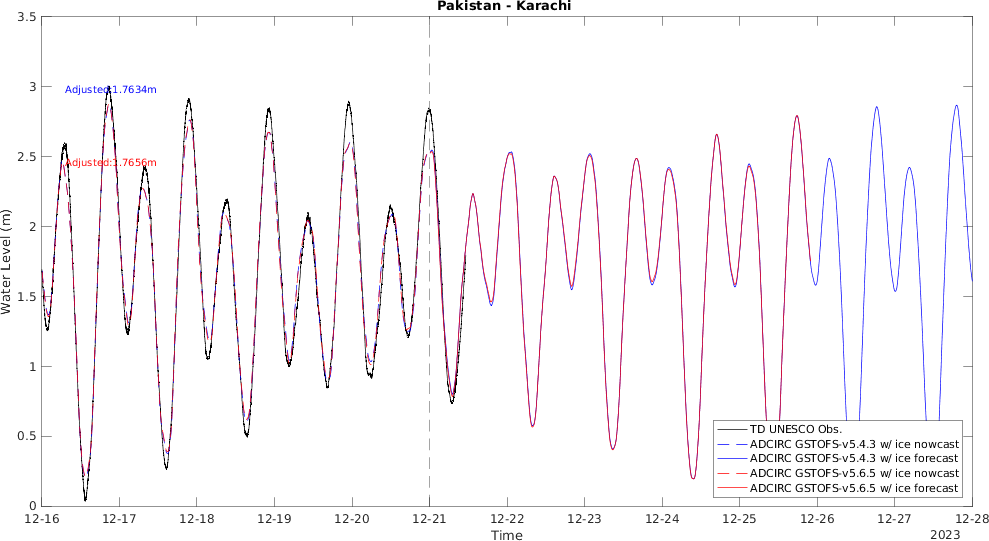 Pakistan - Karachi
3.5
3
2.5
2
1.5
1
0.5
0
Water Level (m)
Adjusted:1.7634m
Adjusted:1.7656m
TD UNESCO Obs.
ADCIRC GSTOFS-v5.4.3 w/ ice nowcast
ADCIRC GSTOFS-v5.4.3 w/ ice forecast
ADCIRC GSTOFS-v5.6.5 w/ ice nowcast
ADCIRC GSTOFS-v5.6.5 w/ ice forecast
12-16 12-17 12-18 12-19 12-20 12-21 12-22 12-23 12-24 12-25 12-26 12-27 12-28
Time
2023